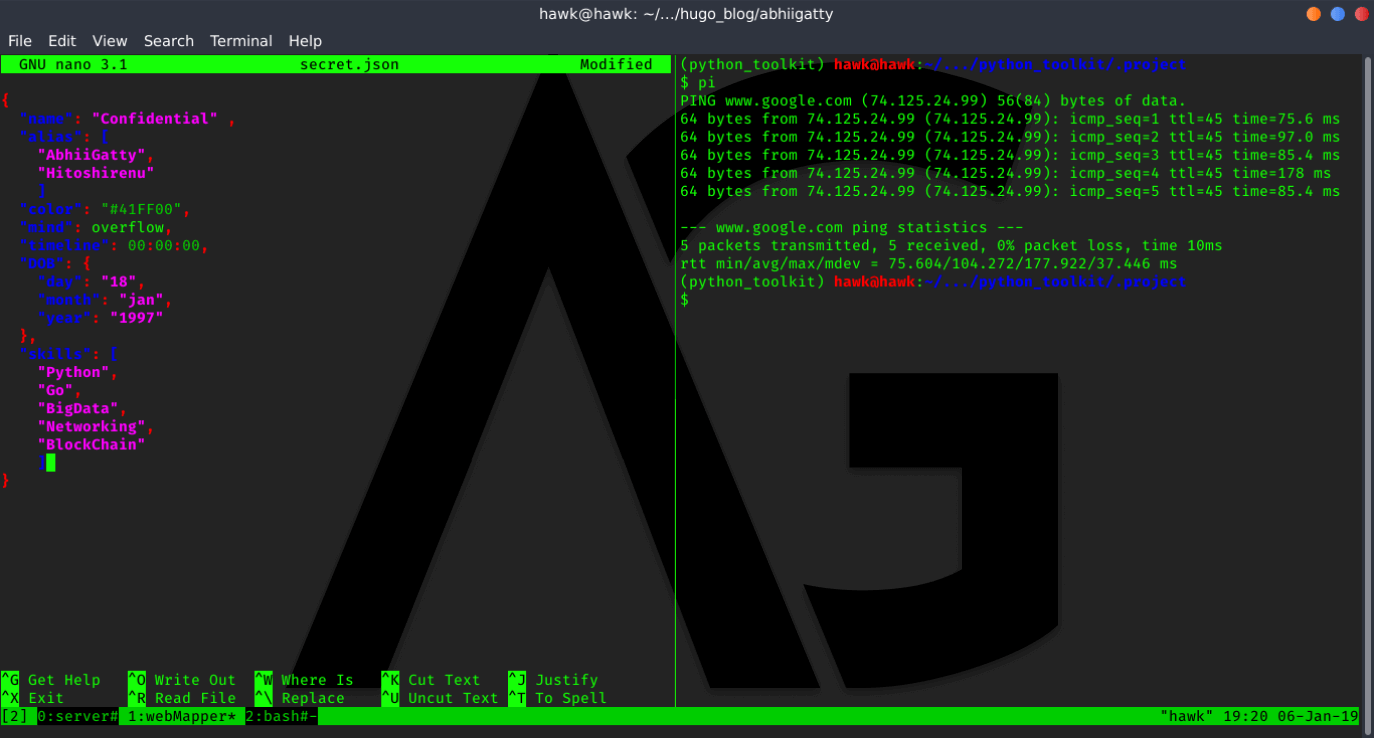 hawk@hawk: ~/.../hugo_blog/abhiigatty
File Edit View Search Terminal Help
GNU nano 3.1 secret.json Modified
{
"name": "Confidential" ,
"alias": [
"AbhiiGatty",
"Hitoshirenu"
]
"color": "#41FF00",
"mind": overflow,
"timeline": 00:00:00,
"DOB": {
"day": "18",
"month": "jan",
"year": "1997"
},
"skills": [
"Python",
"Go",
"BigData",
"Networking",
"BlockChain"
]
}
^G Get Help ^O Write Out ^W Where Is ^K Cut Text ^J Justify
^X Exit ^R Read File ^\ Replace ^U Uncut Text ^T To Spell
(python_toolkit) hawk@hawk:~/.../python_toolkit/.project
$ pi
PING www.google.com (74.125.24.99) 56(84) bytes of data.
64 bytes from 74.125.24.99 (74.125.24.99): icmp_seq=1 ttl=45 time=75.6 ms
64 bytes from 74.125.24.99 (74.125.24.99): icmp_seq=2 ttl=45 time=97.0 ms
64 bytes from 74.125.24.99 (74.125.24.99): icmp_seq=3 ttl=45 time=85.4 ms
64 bytes from 74.125.24.99 (74.125.24.99): icmp_seq=4 ttl=45 time=178 ms
64 bytes from 74.125.24.99 (74.125.24.99): icmp_seq=5 ttl=45 time=85.4 ms
--- www.google.com ping statistics ---
5 packets transmitted, 5 received, 0% packet loss, time 10ms
rtt min/avg/max/mdev = 75.604/104.272/177.922/37.446 ms
(python_toolkit) hawk@hawk:~/.../python_toolkit/.project
$
[2] 0:server# 1:webMapper* 2:bash#- "hawk" 19:20 06-Jan-19